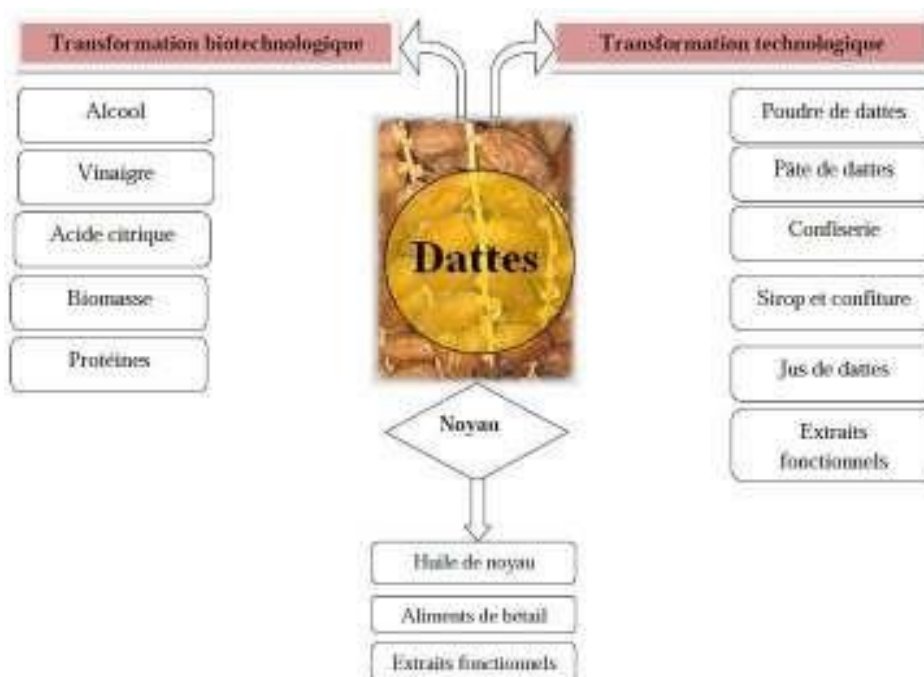 Transformation biotechnologique
Transformation technologique
Alcool
Vinaigre
Acide citrique
Biomasse
Protéines
Dattes
Poudre de dattes
Pâte de dattes
Confiserie
Sirop et confiture
Jus de dattes
Extraits
fonctionnels
Noyau
Huile de noyau
Aliments de bétail
Extraits fonctionnels